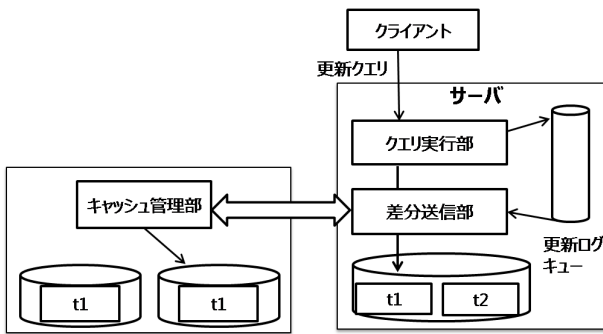 クライアント
更新クエリ
サーバ
クエリ実行部
キャッシュ管理部
差分送信部
更新ログ
キュー
t1
t1
t1
t2